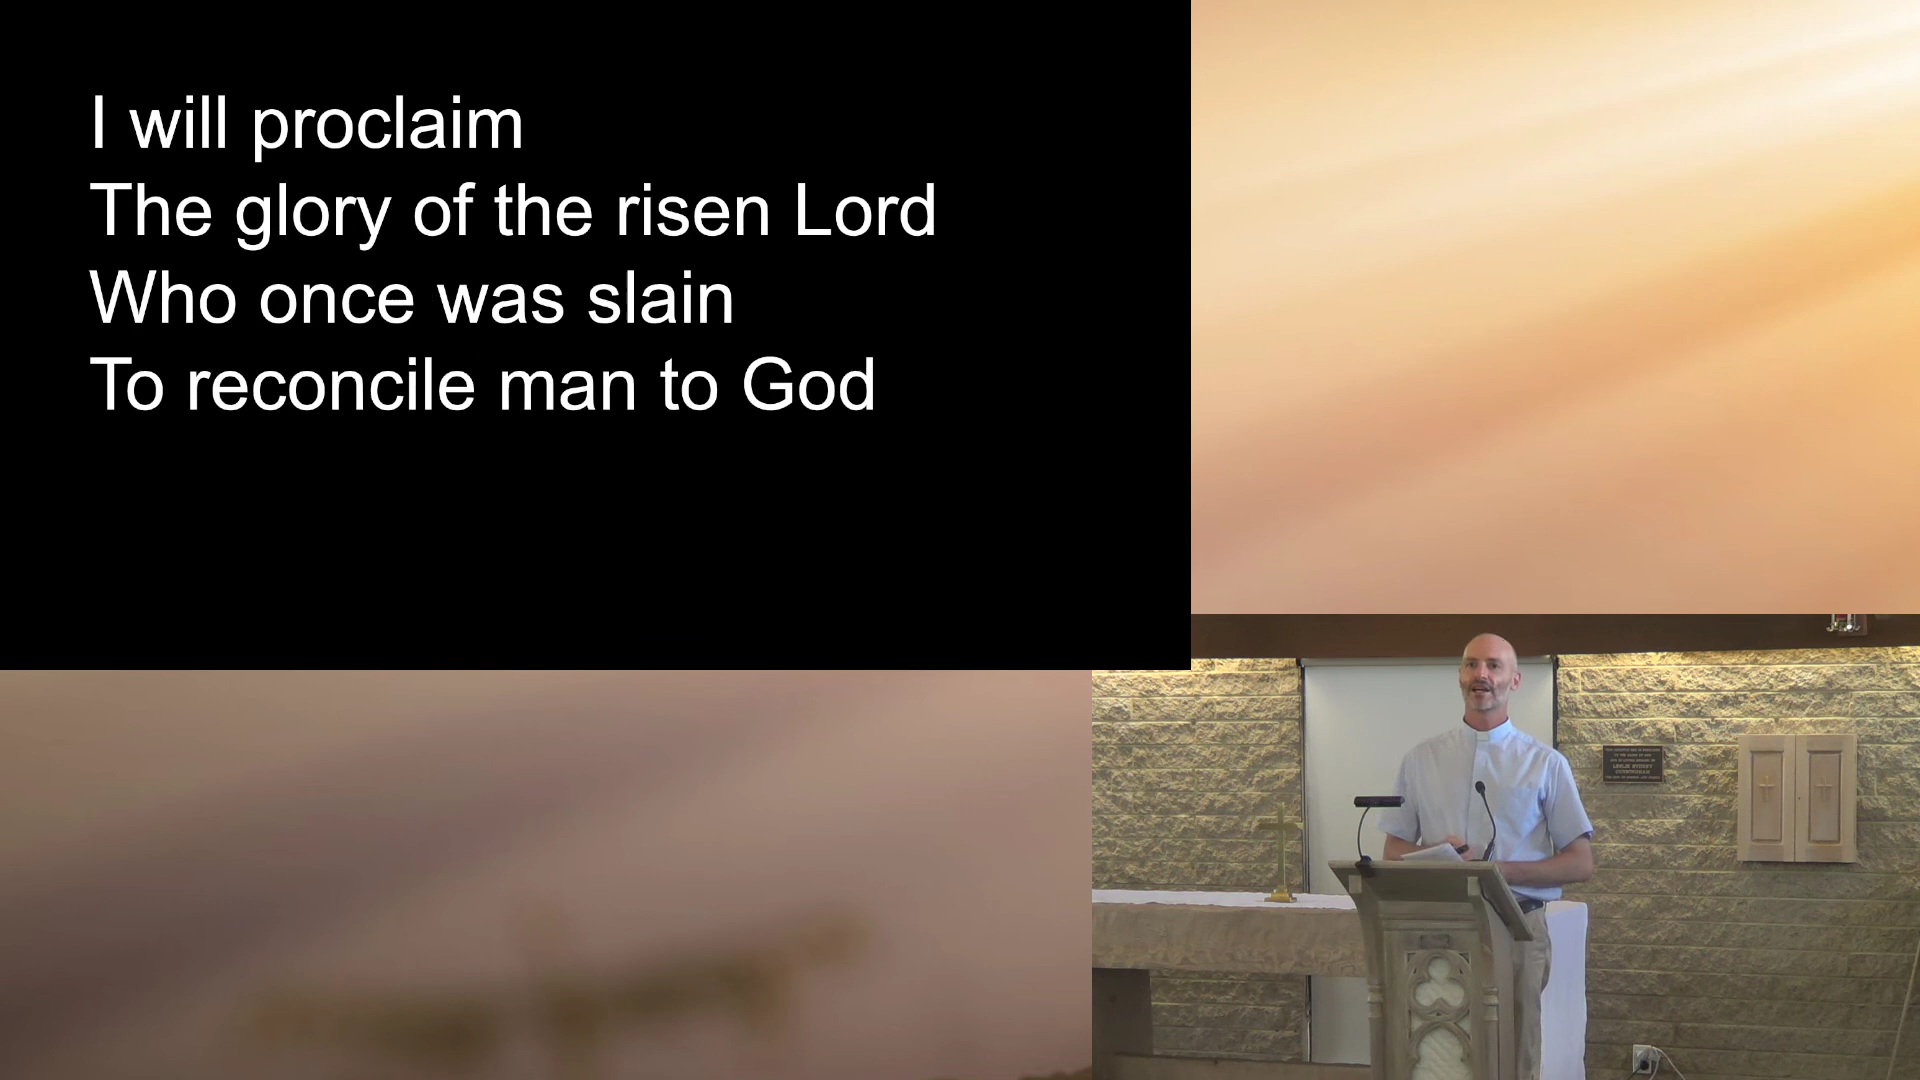 I will proclaim
The glory of the risen Lord
Who once was slain
To reconcile man to God